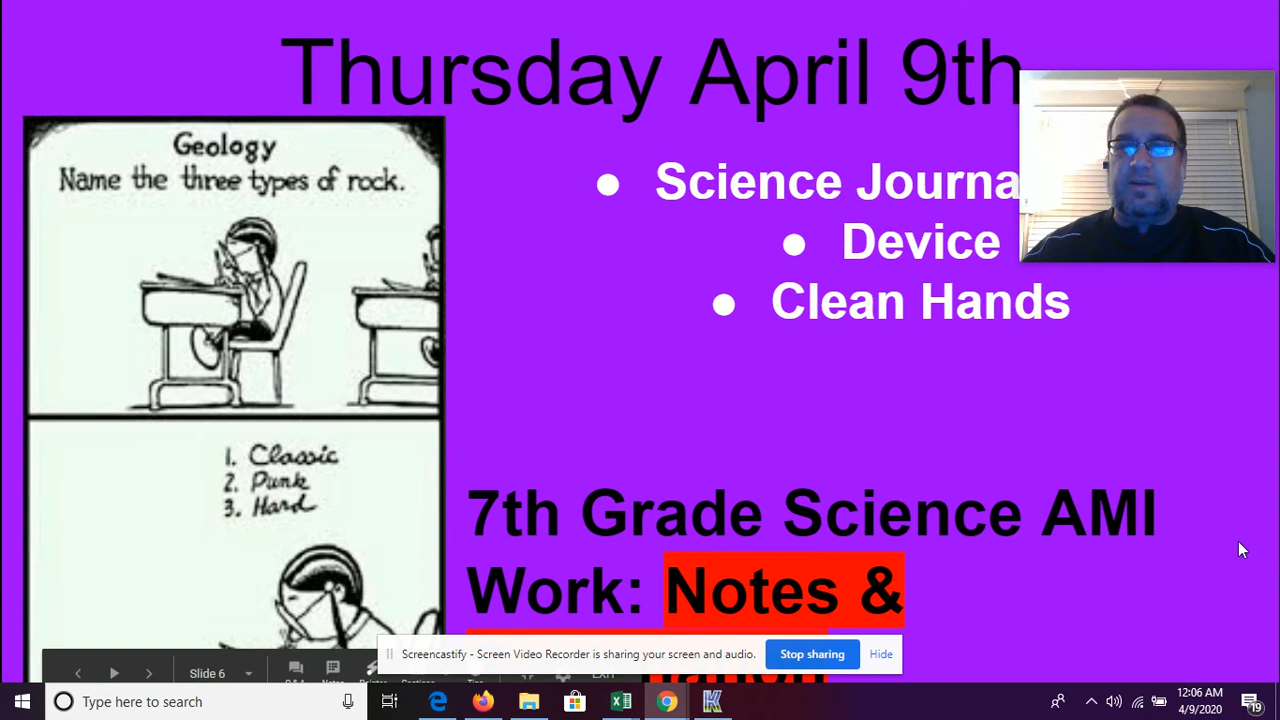 Thursday April 9th
Geology
Name the three types of rock.
1. Classic
2. Punk
3. Hard
● Science Journa
● Device
● Clean Hands
7th Grade Science AMI
Work: Notes &
Screencastify - Screen Video Recorder is sharing your screen and audio.
Stop sharing
Hide
Slide 6
EXIT
Type here to search
12:06 AM
4/9/2020
19